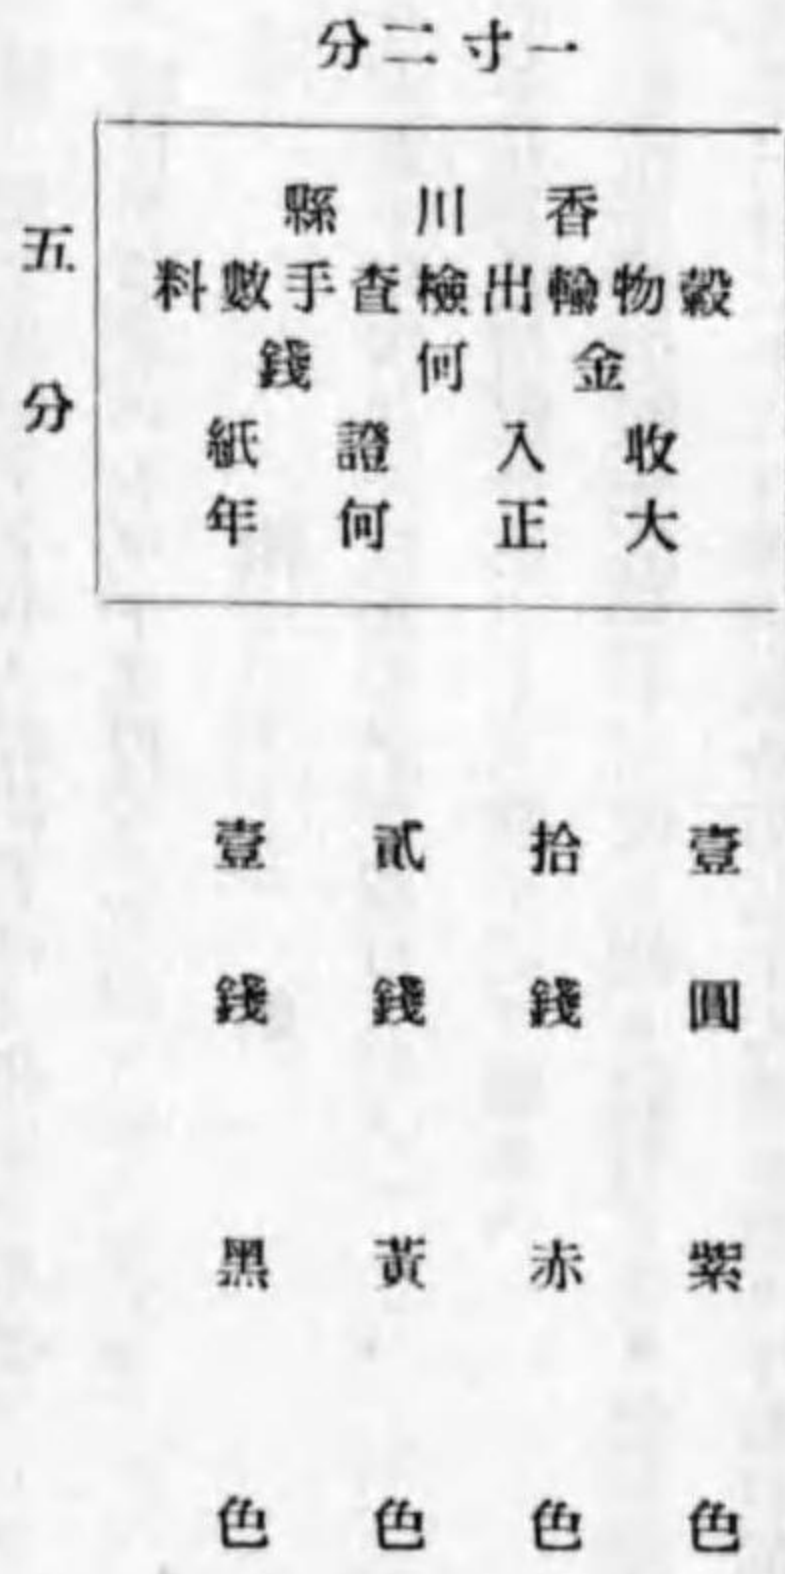 一寸二分
五分
香川縣
穀物輸出檢查手數料
金何錢
收入證紙
大正何年
壹圓 紫色
拾錢 赤色
貳錢 黃色
壹錢 黑色